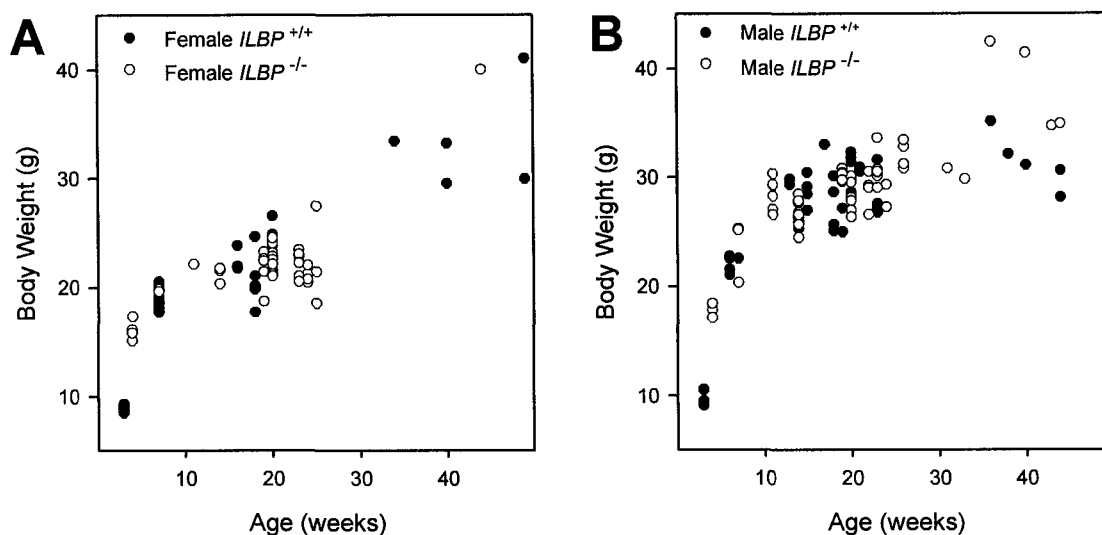 A
● Female ILBP +/+
○ Female ILBP -/-
40
30
20
10
Body Weight (g)
10 20 30 40
Age (weeks)
B
● Male ILBP +/+
○ Male ILBP -/-
40
30
20
10
Body Weight (g)
10 20 30 40
Age (weeks)